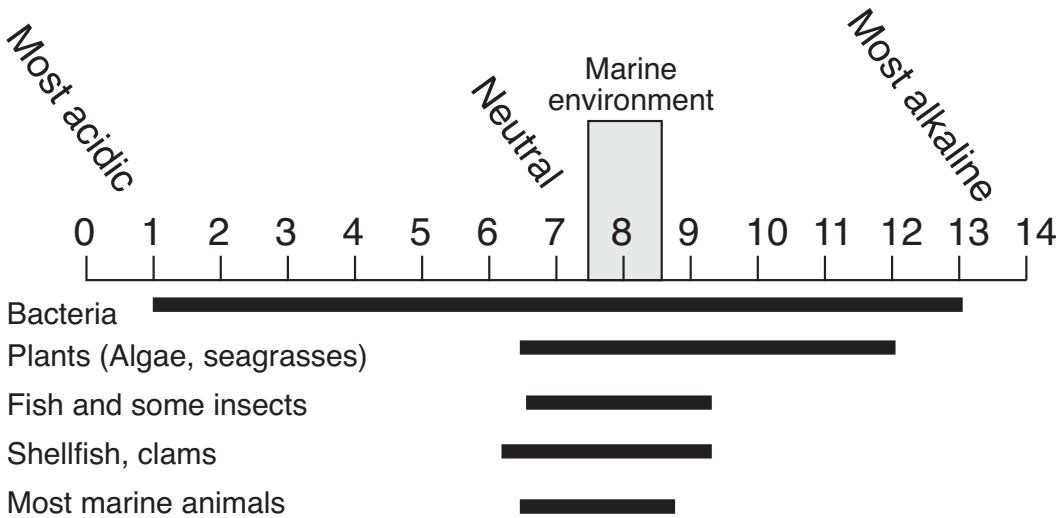 Most acidic
Neutral
Marine
environment
Most alkaline
0 1 2 3 4 5 6 7 8 9 10 11 12 13 14
Bacteria
Plants (Algae, seagrasses)
Fish and some insects
Shellfish, clams
Most marine animals